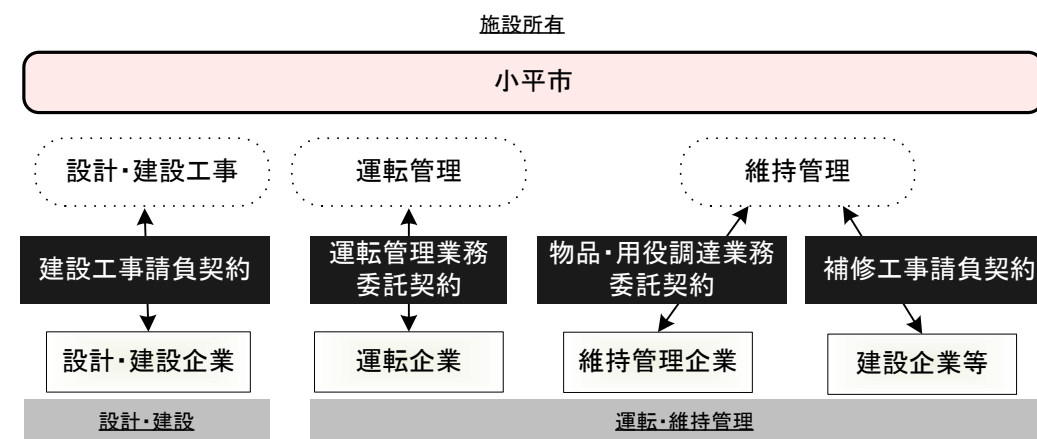 施設所有
小平市
設計・建設工事
運転管理
維持管理
建設工事請負契約
運転管理業務
委託契約
物品・用役調達業務
委託契約
補修工事請負契約
設計・建設企業
運転企業
維持管理企業
建設企業等
設計・建設
運転・維持管理